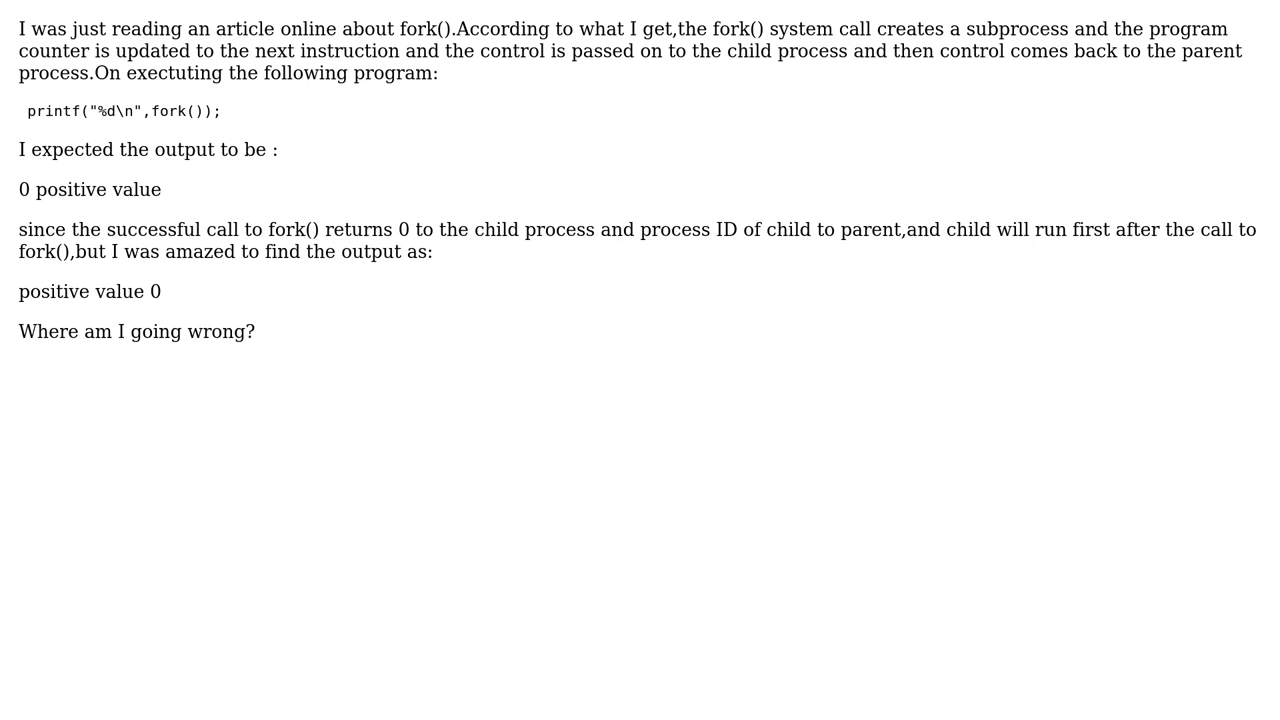 I was just reading an article online about fork().According to what I get,the fork() system call creates a subprocess and the program
counter is updated to the next instruction and the control is passed on to the child process and then control comes back to the parent
process.On exectuting the following program:
printf("%d\n",fork());
I expected the output to be :
0 positive value
since the successful call to fork() returns 0 to the child process and process ID of child to parent,and child will run first after the call to
fork(),but I was amazed to find the output as:
positive value 0
Where am I going wrong?